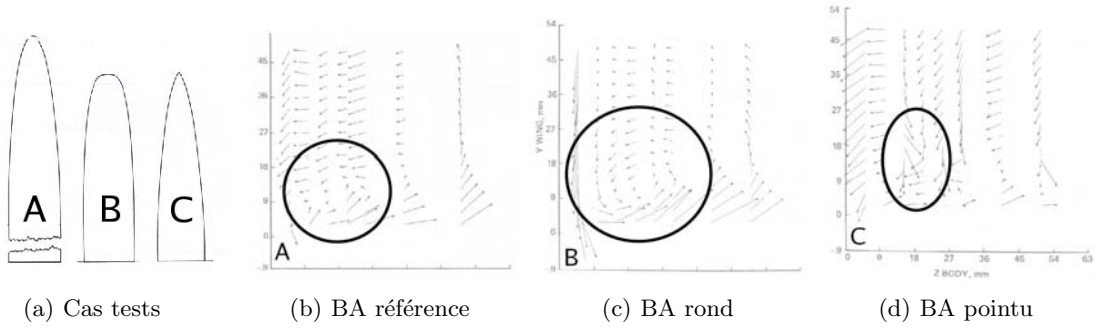 A
B
C
45
36
27
18
9
0
-9
A
54
45
36
27
18
9
0
-9
Y WING, mm
B
54
45
36
27
18
9
0
-9
C
0 9 18 27 36 45 54 63
Z BODY, mm
(a) Cas tests
(b) BA référence
(c) BA rond
(d) BA pointu